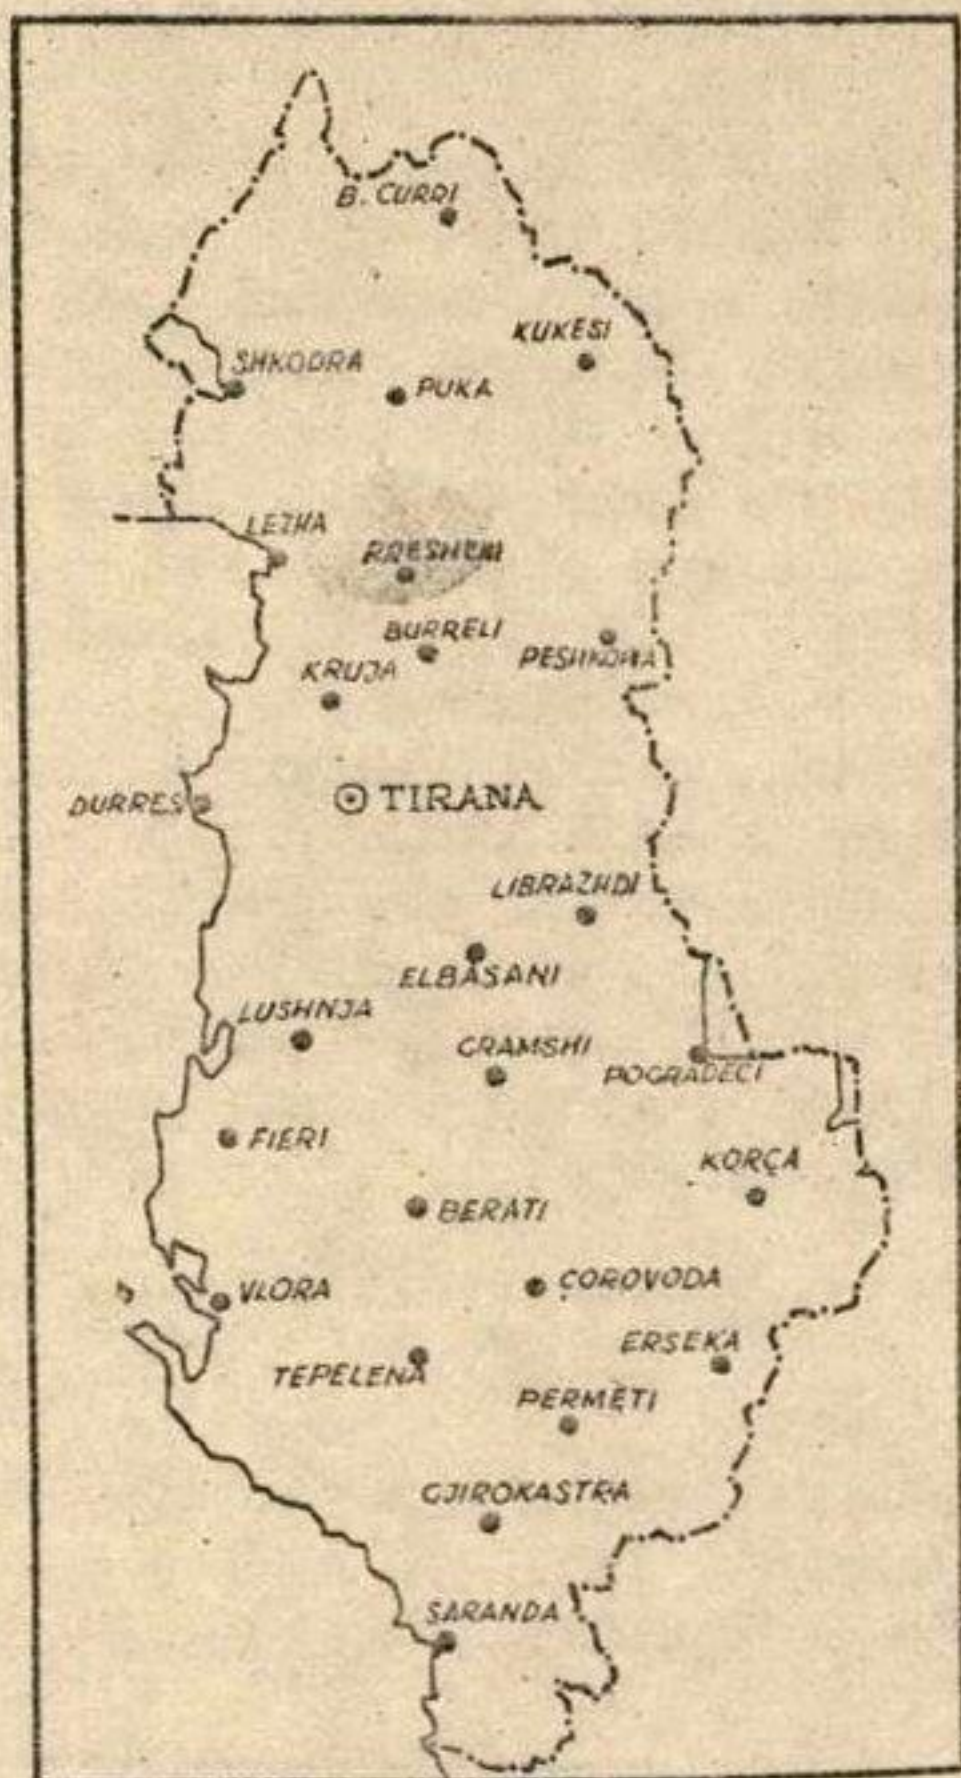 B. CURRI
KUKESI
SHKODRA
PUKA
LEZHA
RRESHENI
BURRELI
PESHKOPIA
KRUJA
DURRES
TIRANA
LIBRAZHDI
ELBASANI
LUSHNJA
GRAMSHI
POGRADECI
FIERI
KORÇA
BERATI
VLORA
ÇOROVODA
ERSEKA
TEPELENA
PERMETI
GJIROKASTRA
SARANDA